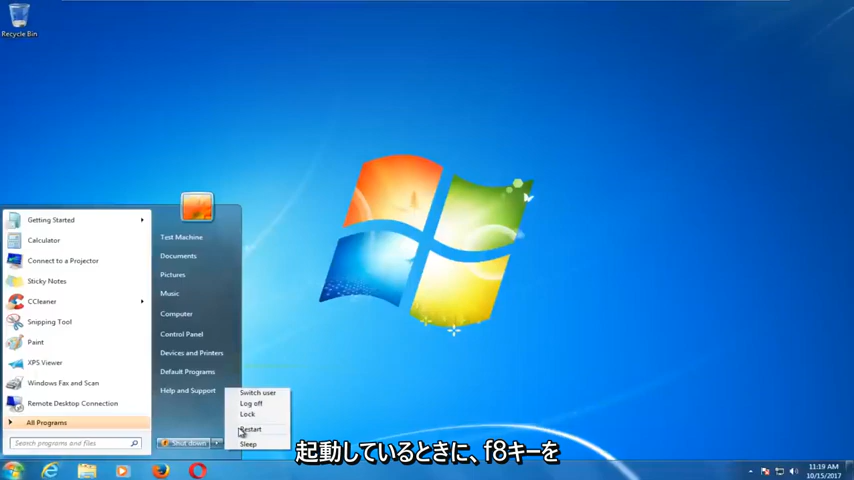 Recycle Bin
Getting Started
Calculator
Connect to a Projector
Sticky Notes
CCleaner
Snipping Tool
Paint
XPS Viewer
Windows Fax and Scan
Remote Desktop Connection
All Programs
Search programs and files
Test Machine
Documents
Pictures
Music
Computer
Control Panel
Devices and Printers
Default Programs
Help and Support
Shut down
Switch user
Log off
Lock
Restart
Sleep
起動しているときに、f8キーを
11:19 AM
10/15/2017